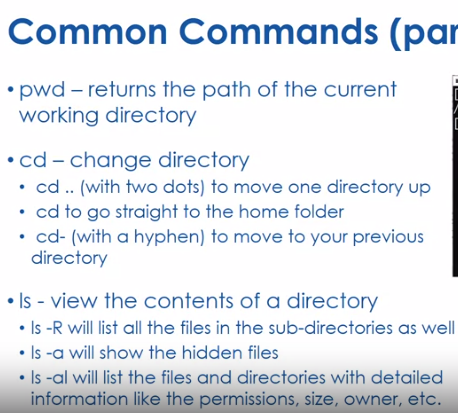 Common Commands (par
• pwd – returns the path of the current
working directory
• cd – change directory
• cd .. (with two dots) to move one directory up
• cd to go straight to the home folder
• cd- (with a hyphen) to move to your previous
directory
• ls - view the contents of a directory
• ls -R will list all the files in the sub-directories as well
• ls -a will show the hidden files
• ls -al will list the files and directories with detailed
information like the permissions, size, owner, etc.